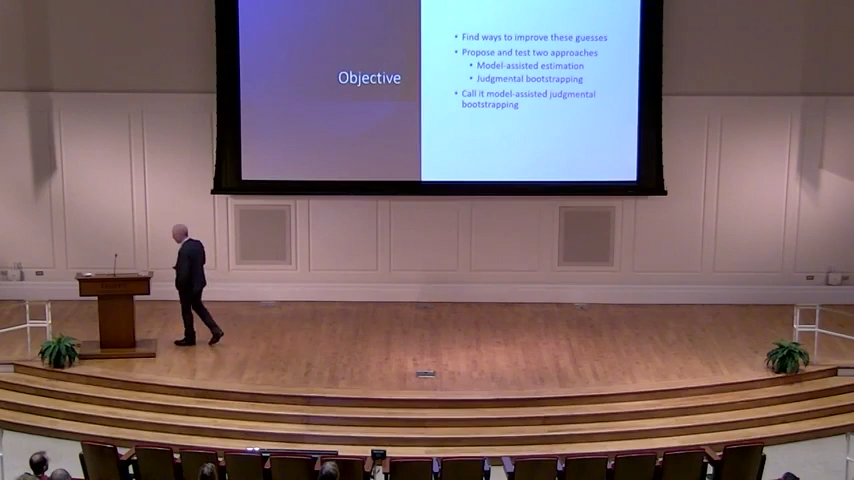 Objective
• Find ways to improve these guesses
• Propose and test two approaches
• Model-assisted estimation
• Judgmental bootstrapping
• Call it model-assisted judgmental
bootstrapping